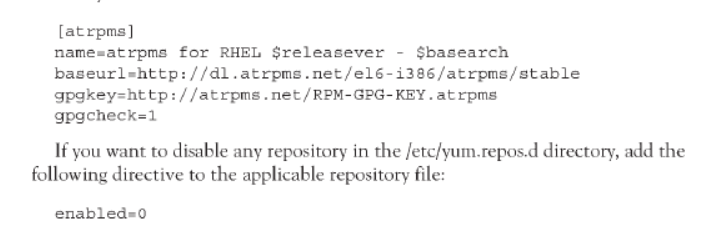 [atrpms]
name=atrpms for RHEL $releasever - $basearch
baseurl=http://dl.atrpms.net/el6-i386/atrpms/stable
gpgkey=http://atrpms.net/RPM-GPG-KEY.atrpms
gpgcheck=1
If you want to disable any repository in the /etc/yum.repos.d directory, add the
following directive to the applicable repository file:
enabled=0